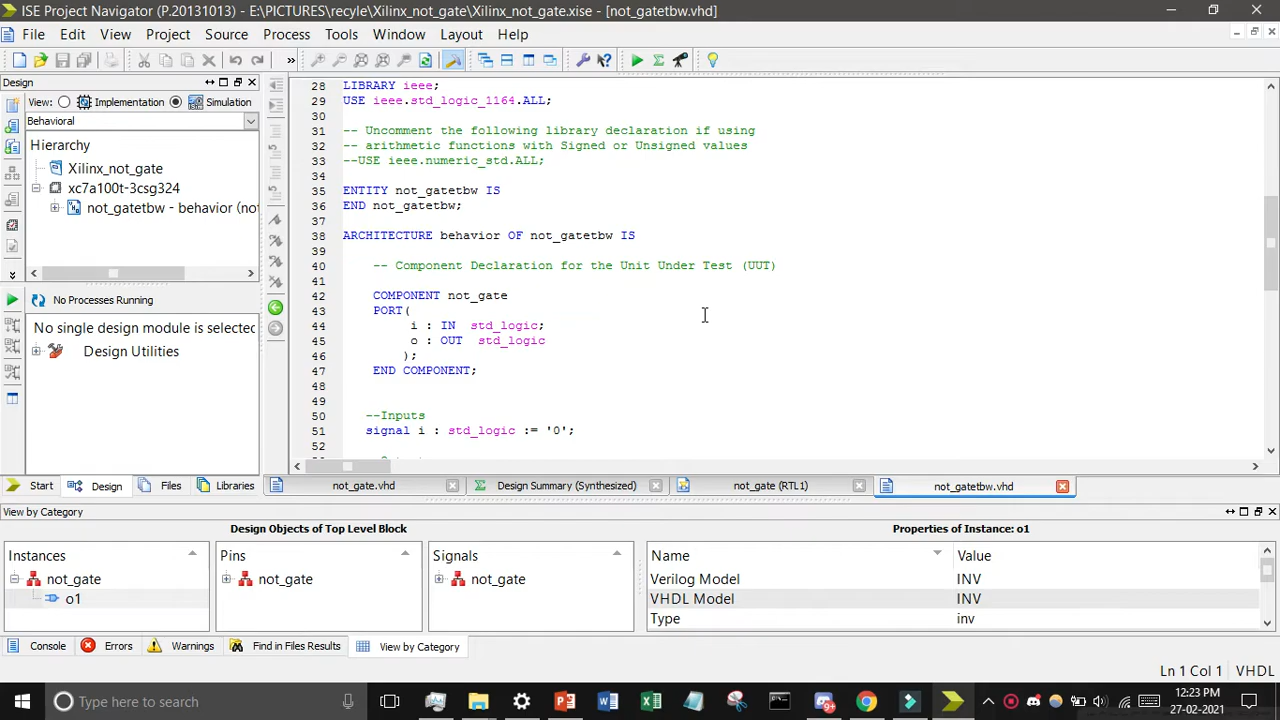 ISE Project Navigator (P.20131013) - E:\PICTURES\recyle\Xilinx_not_gate\Xilinx_not_gate.xise - [not_gatetbw.vhd]
File Edit View Project Source Process Tools Window Layout Help
Design
View: Implementation Simulation
Behavioral
Hierarchy
Xilinx_not_gate
xc7a100t-3csg324
not_gatetbw - behavior (not
No Processes Running
No single design module is selected
Design Utilities
28 LIBRARY ieee;
29 USE ieee.std_logic_1164.ALL;
30
31 -- Uncomment the following library declaration if using
32 -- arithmetic functions with Signed or Unsigned values
33 --USE ieee.numeric_std.ALL;
34
35 ENTITY not_gatetbw IS
36 END not_gatetbw;
37
38 ARCHITECTURE behavior OF not_gatetbw IS
39
40 -- Component Declaration for the Unit Under Test (UUT)
41
42 COMPONENT not_gate
43 PORT(
44 i : IN std_logic;
45 o : OUT std_logic
46 );
47 END COMPONENT;
48
49
50 --Inputs
51 signal i : std_logic := '0';
52
Start Design Files Libraries
not_gate.vhd Design Summary (Synthesized) not_gate (RTL1) not_gatetbw.vhd
View by Category
Design Objects of Top Level Block Properties of Instance: o1
Instances Pins Signals Name Value
not_gate not_gate not_gate Verilog Model INV
o1 VHDL Model INV
Type inv
Console Errors Warnings Find in Files Results View by Category
Ln 1 Col 1 VHDL
Type here to search
9+
12:23 PM
27-02-2021